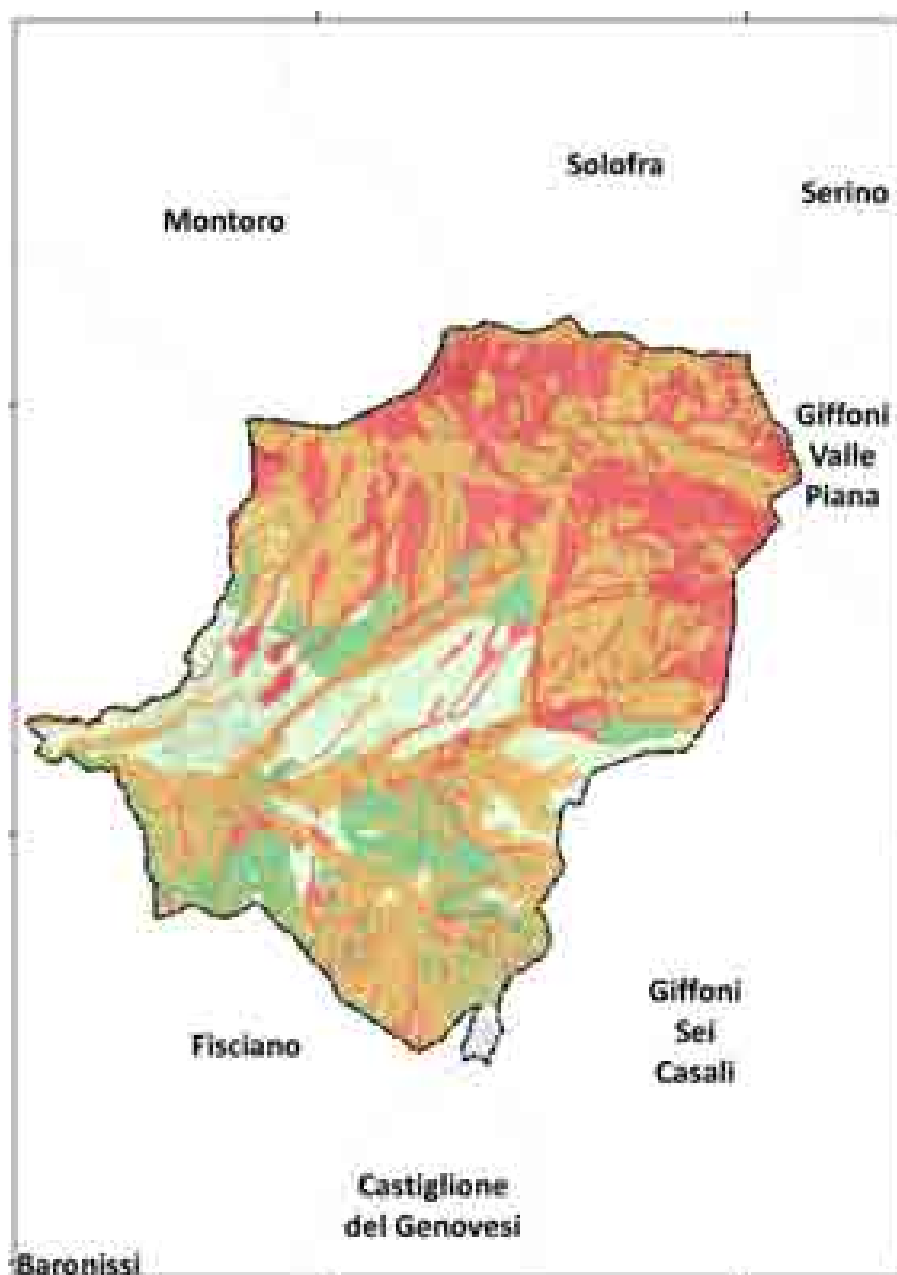 Solofra
Serino
Montoro
Giffoni
Valle
Piana
Giffoni
Sei
Casali
Fisciano
Castiglione
del Genovesi
Baronissi